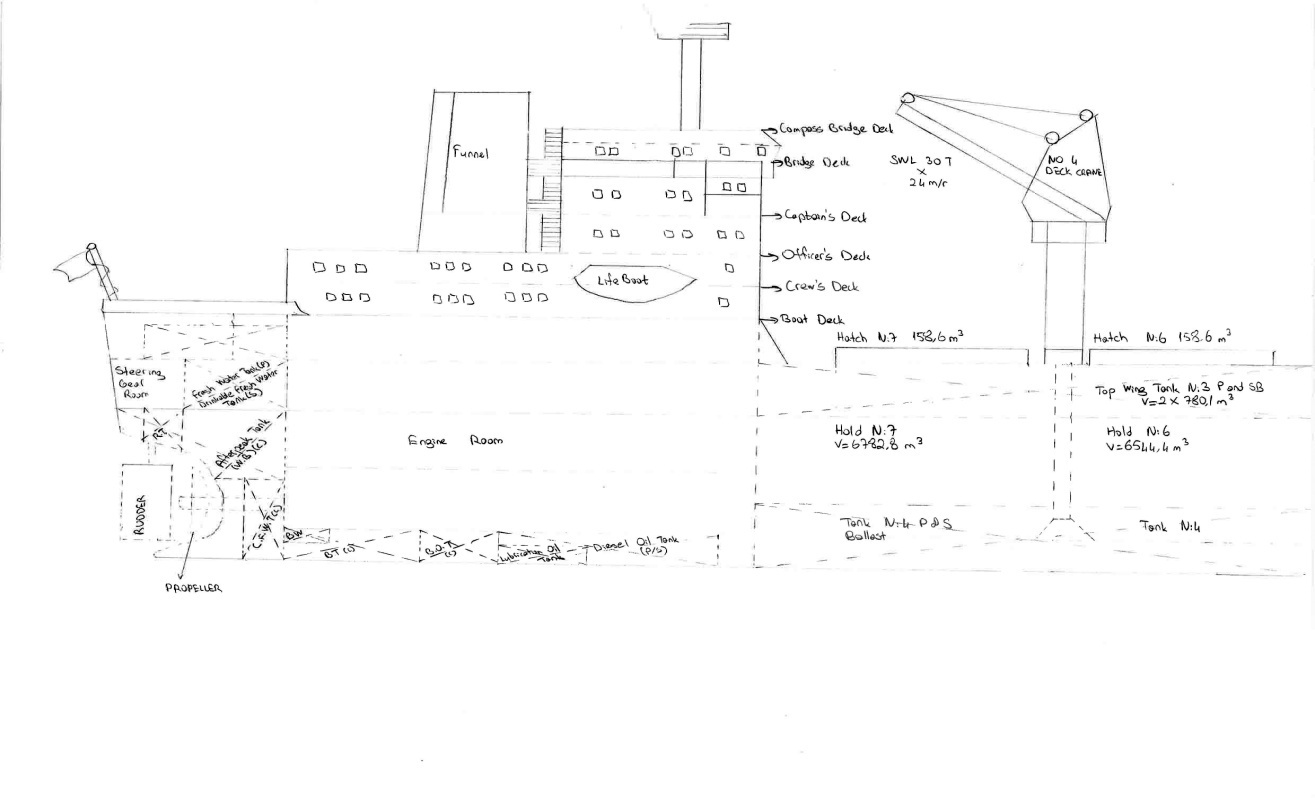 Funnel
Compass Bridge Deck
Bridge Deck
SWL 30T
x
24 m/r
NO 4
DECK CRANE
Captain's Deck
Officer's Deck
Crew's Deck
Boat Deck
Life Boat
Hatch N:7 158,6 m³
Hatch N:6 158.6 m³
Steering
Gear
Room
Fresh Water Tank(P)
Drinkable Fresh Water
Tank(S)
Top Wing Tank N:3 P and SB
V=2 x 780,1 m³
After peak Tank
(W.B)(C)
Engine Room
Hold N:7
V=6782,8 m³
Hold N:6
V=6544,4 m³
RUDDER
C.F.W.T(C)
B.W
BT(C)
B.O.T
(S)
Lubrication Oil
Tank
Diesel Oil Tank
(P/S)
Tank N:4 P&S
Ballast
Tank N:4
PROPELLER